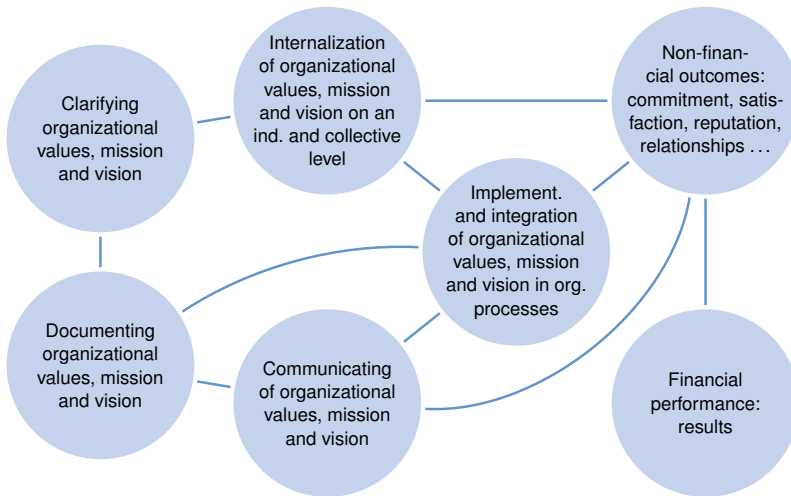 Clarifying
organizational
values, mission
and vision
Internalization
of organizational
values, mission
and vision on an
ind. and collective
level
Non-finan-
cial outcomes:
commitment, satis-
faction, reputation,
relationships ...
Implement.
and integration
of organizational
values, mission
and vision in org.
processes
Documenting
organizational
values, mission
and vision
Communicating
of organizational
values, mission
and vision
Financial
performance:
results